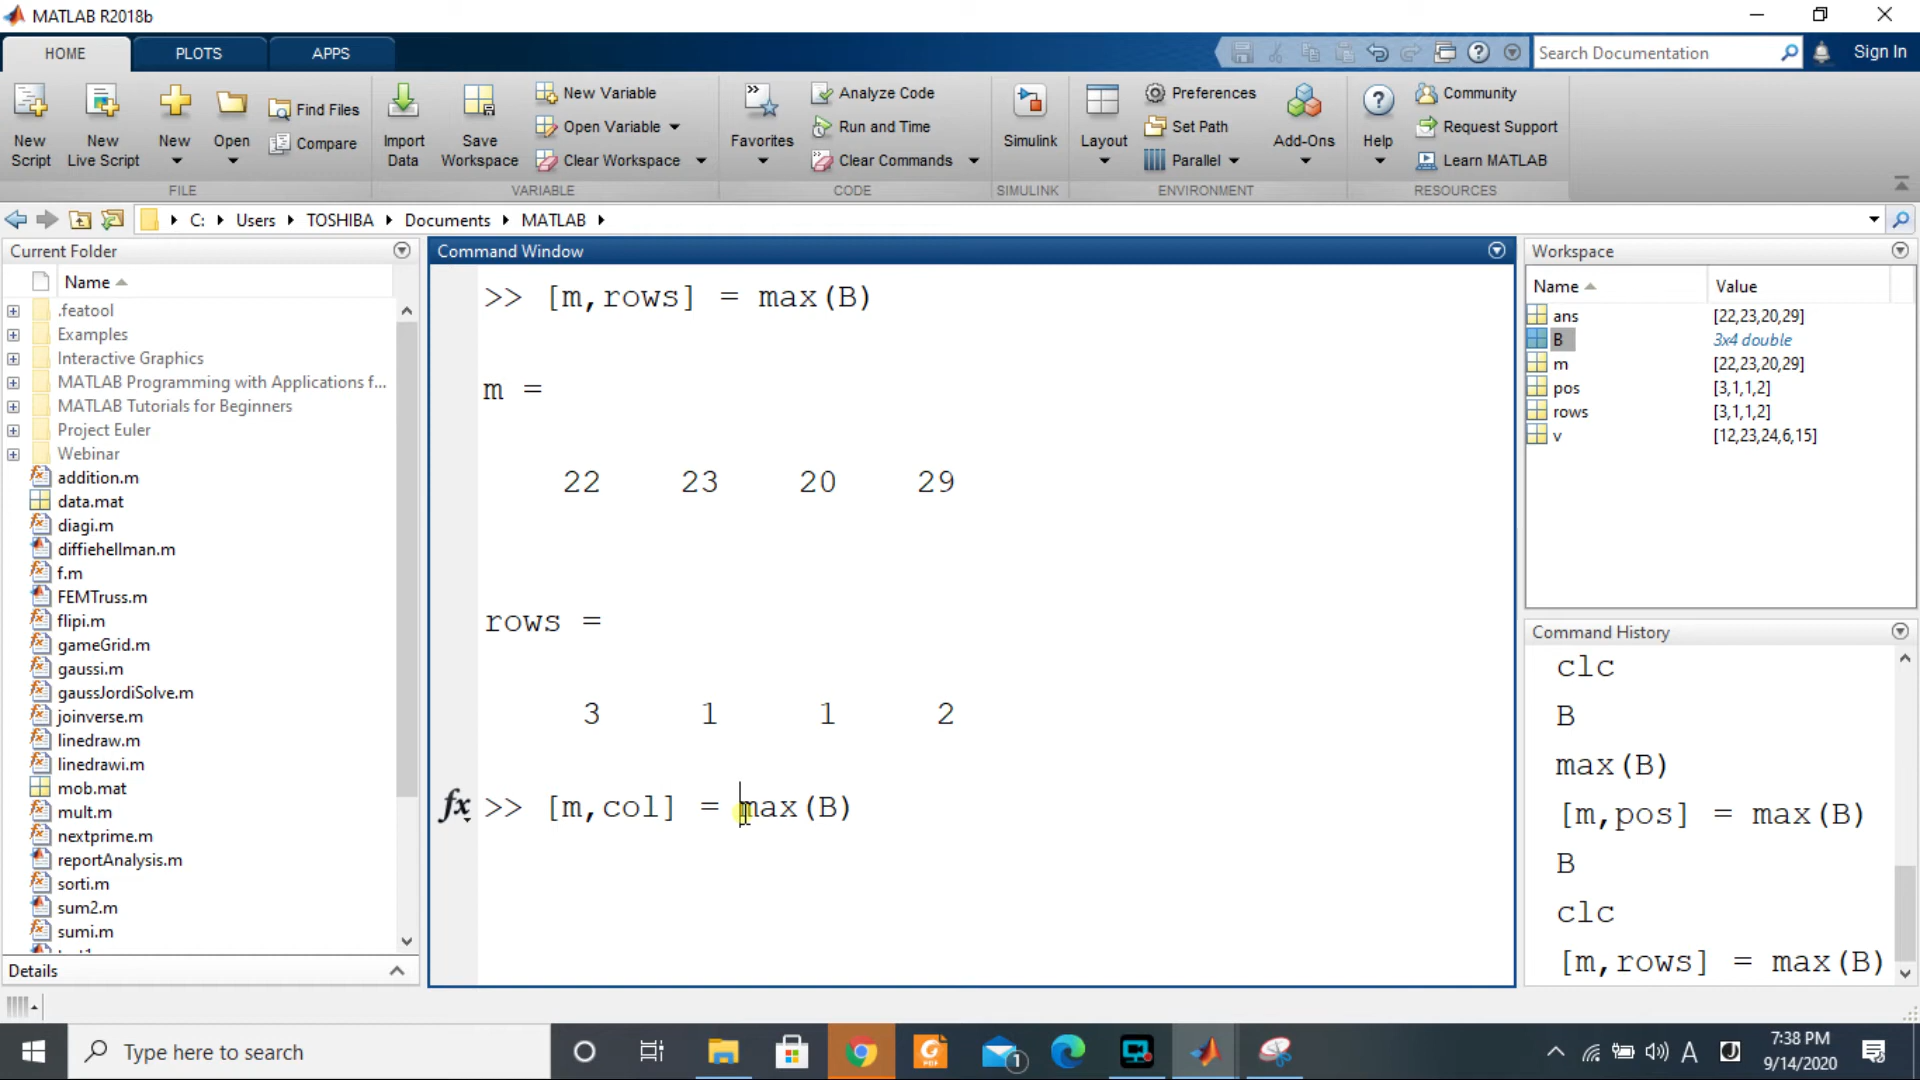 MATLAB R2018b
HOME PLOTS APPS
Search Documentation
Sign In
New Script
New Live Script
New
Open
Find Files
Compare
Import Data
Save Workspace
New Variable
Open Variable
Clear Workspace
Favorites
Analyze Code
Run and Time
Clear Commands
Simulink
Layout
Preferences
Set Path
Parallel
Add-Ons
Help
Community
Request Support
Learn MATLAB
FILE VARIABLE CODE SIMULINK ENVIRONMENT RESOURCES
C: Users TOSHIBA Documents MATLAB
Current Folder
Name
.featool
Examples
Interactive Graphics
MATLAB Programming with Applications f...
MATLAB Tutorials for Beginners
Project Euler
Webinar
addition.m
data.mat
diagi.m
diffiehellman.m
f.m
FEMTruss.m
flipi.m
gameGrid.m
gaussi.m
gaussJordiSolve.m
joinverse.m
linedraw.m
linedrawi.m
mob.mat
mult.m
nextprime.m
reportAnalysis.m
sorti.m
sum2.m
sumi.m
Details
Command Window
>> [m,rows] = max(B)
m =
22 23 20 29
rows =
3 1 1 2
fx >> [m,col] = max(B)
Workspace
Name Value
ans [22,23,20,29]
B 3x4 double
m [22,23,20,29]
pos [3,1,1,2]
rows [3,1,1,2]
v [12,23,24,6,15]
Command History
clc
B
max(B)
[m,pos] = max(B)
B
clc
[m,rows] = max(B)
Type here to search
1
A
J
7:38 PM
9/14/2020